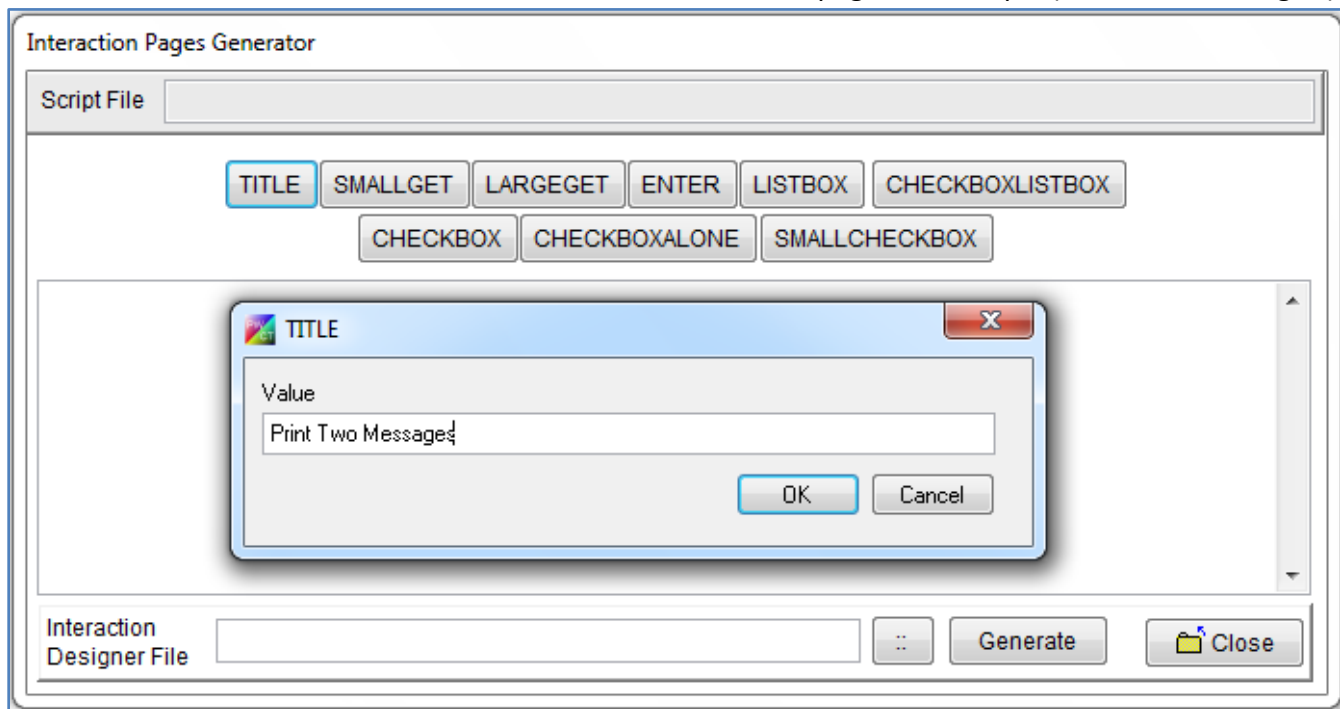 Interaction Pages Generator
Script File
TITLE SMALLGET LARGEGET ENTER LISTBOX CHECKBOXLISTBOX
CHECKBOX CHECKBOXALONE SMALLCHECKBOX
TITLE
Value
Print Two Messages
OK Cancel
Interaction
Designer File
:: Generate Close